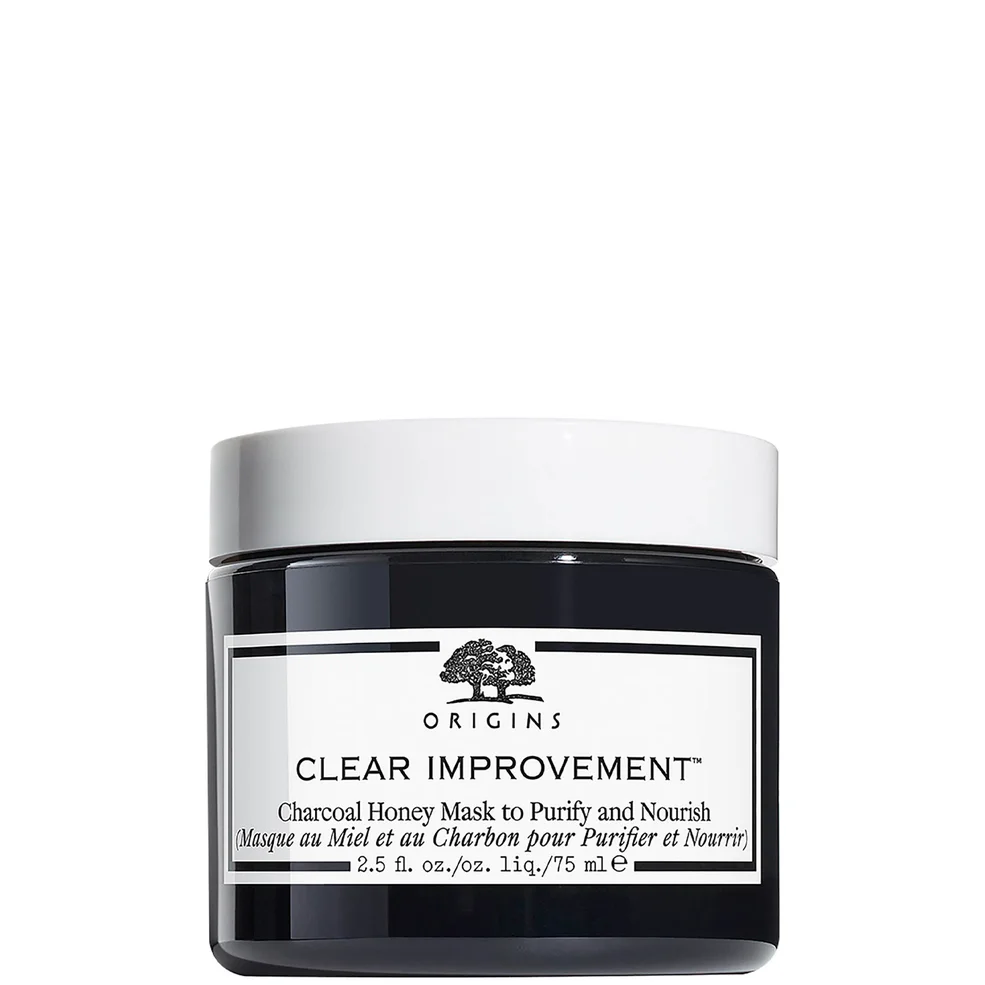 ORIGINS
CLEAR IMPROVEMENT™
Charcoal Honey Mask to Purify and Nourish
(Masque au Miel et au Charbon pour Purifier et Nourrir)
2.5 fl. oz./oz. liq./75 ml ℮